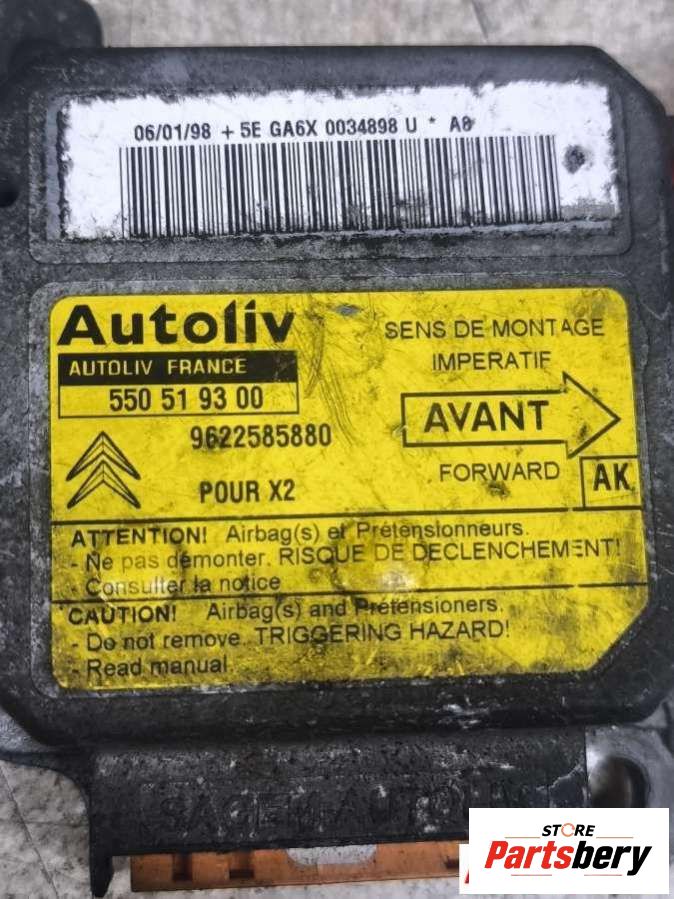 06/01/98 + 5E GA6X 0034898 U * A8
Autoliv
AUTOLIV FRANCE
550 51 93 00
9622585880
POUR X2
SENS DE MONTAGE
IMPERATIF
AVANT
FORWARD
AK
ATTENTION! Airbag(s) et Prétensionneurs.
- Ne pas démonter. RISQUE DE DECLENCHEMENT!
- Consulter la notice
CAUTION! Airbag(s) and Pretensioners.
- Do not remove. TRIGGERING HAZARD!
- Read manual.
SAGEM AUTOLIV
STORE
Partsbery